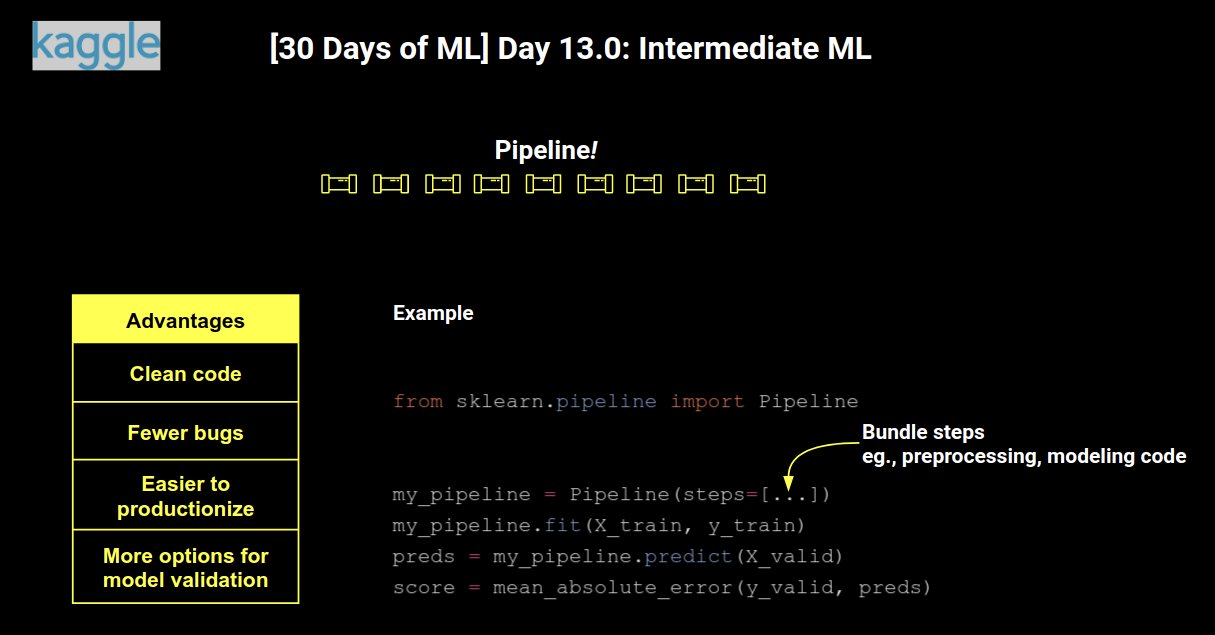 kaggle
[30 Days of ML] Day 13.0: Intermediate ML
Pipeline!
Advantages
Clean code
Fewer bugs
Easier to
productionize
More options for
model validation
Example
from sklearn.pipeline import Pipeline
Bundle steps
eg., preprocessing, modeling code
my_pipeline = Pipeline(steps=[...])
my_pipeline.fit(X_train, y_train)
preds = my_pipeline.predict(X_valid)
score = mean_absolute_error(y_valid, preds)